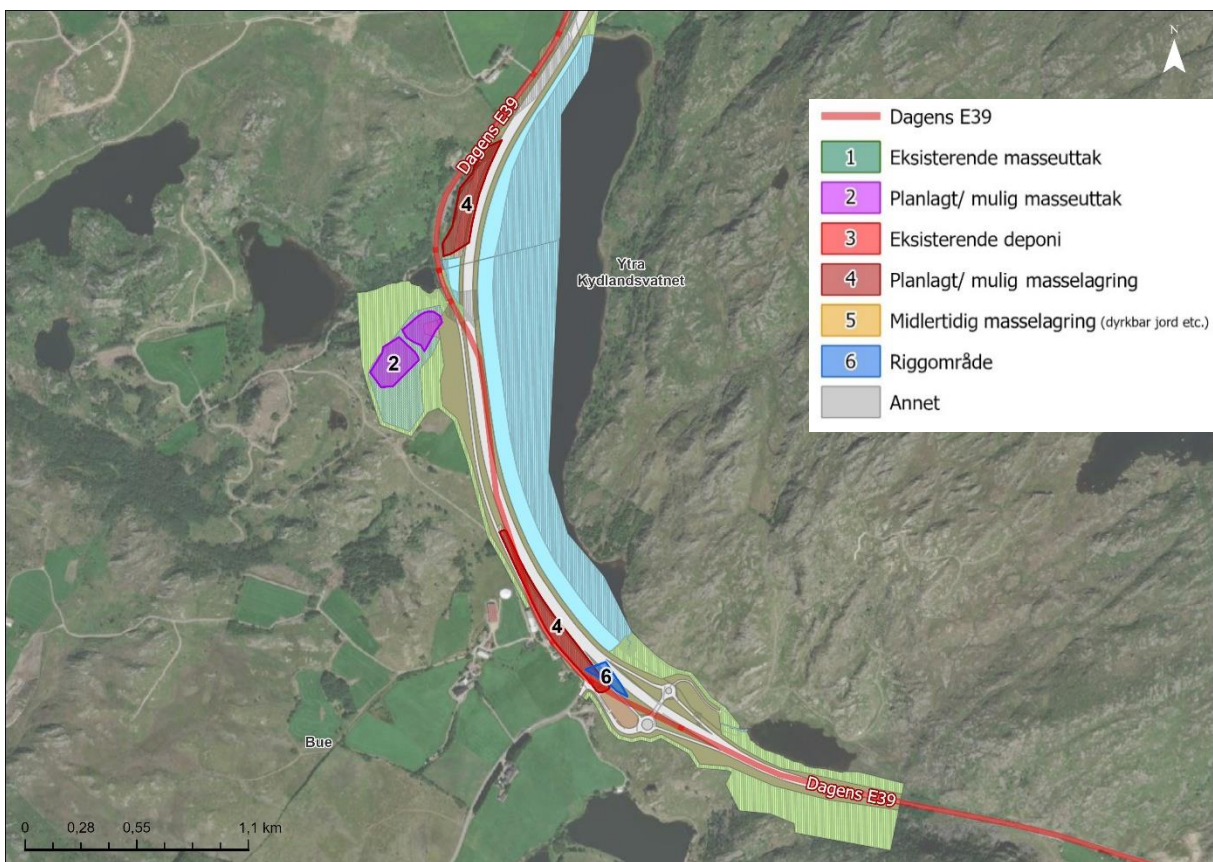 N
Dagens E39
1 Eksisterende masseuttak
2 Planlagt/ mulig masseuttak
3 Eksisterende deponi
4 Planlagt/ mulig masselagring
5 Midlertidig masselagring (dyrkbar jord etc.)
6 Riggområde
Annet
Dagens E39
4
Ytra
Kydlandsvatnet
2
4
6
Bue
Dagens E39
0 0,28 0,55 1,1 km